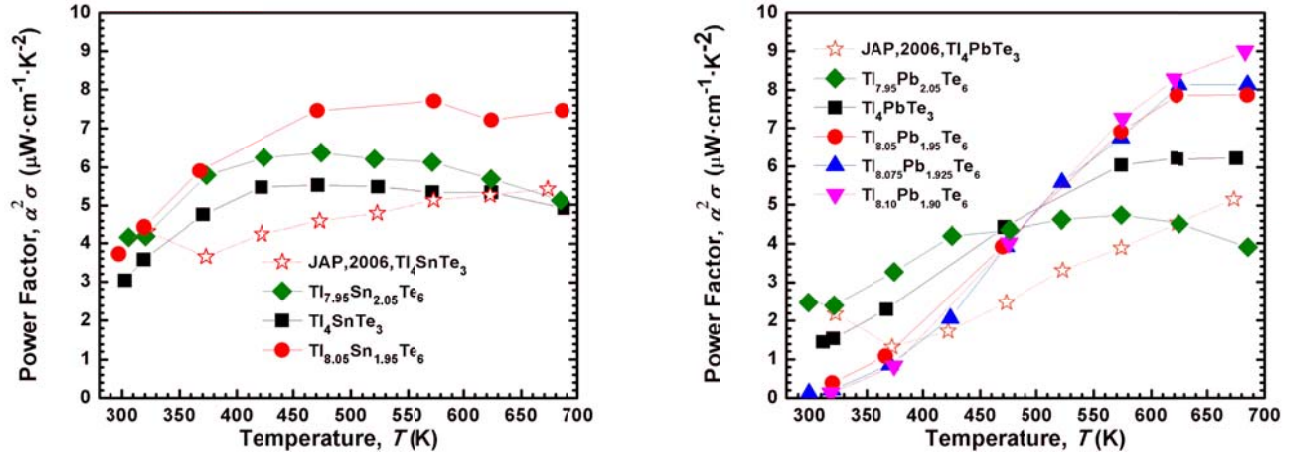 Power Factor, α²σ (μW·cm⁻¹·K⁻²)
10
9
8
7
6
5
4
3
2
1
0
JAP,2006,Tl₄SnTe₃
Tl₇.₉₅Sn₂.₀₅Te₆
Tl₄SnTe₃
Tl₈.₀₅Sn₁.₉₅Te₆
300 350 400 450 500 550 600 650 700
Temperature, T (K)
Power Factor, α²σ (μW·cm⁻¹·K⁻²)
10
9
8
7
6
5
4
3
2
1
0
JAP,2006,Tl₄PbTe₃
Tl₇.₉₅Pb₂.₀₅Te₆
Tl₄PbTe₃
Tl₈.₀₅Pb₁.₉₅Te₆
Tl₈.₀₇₅Pb₁.₉₂₅Te₆
Tl₈.₁₀Pb₁.₉₀Te₆
300 350 400 450 500 550 600 650 700
Temperature, T (K)